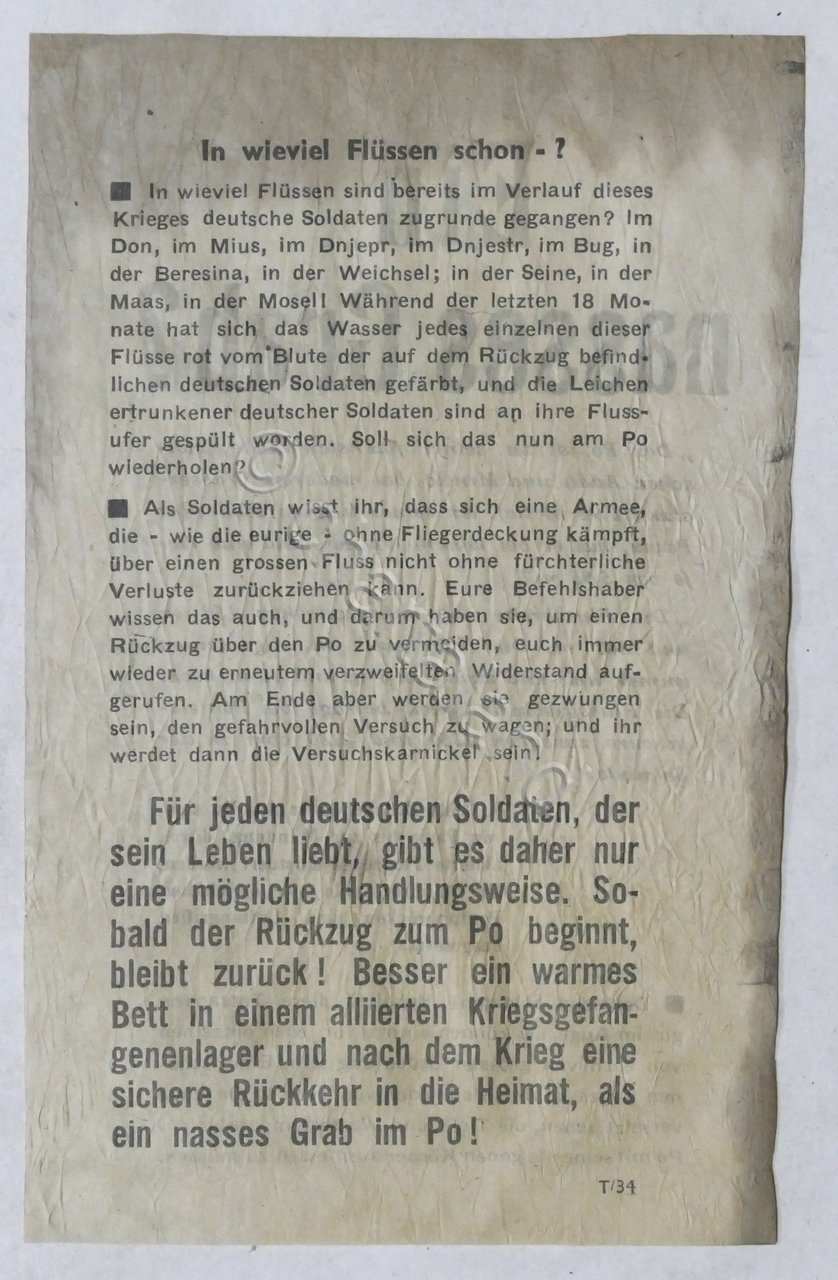 In wieviel Flüssen schon - ?
■ In wieviel Flüssen sind bereits im Verlauf dieses
Krieges deutsche Soldaten zugrunde gegangen? Im
Don, im Mius, im Dnjepr, im Dnjestr, im Bug, in
der Beresina, in der Weichsel; in der Seine, in der
Maas, in der Mosel! Während der letzten 18 Mo-
nate hat sich das Wasser jedes einzelnen dieser
Flüsse rot vom Blute der auf dem Rückzug befind-
lichen deutschen Soldaten gefärbt, und die Leichen
ertrunkener deutscher Soldaten sind an ihre Fluss-
ufer gespült worden. Soll sich das nun am Po
wiederholen?
■ Als Soldaten wisst ihr, dass sich eine Armee,
die - wie die eurige - ohne Fliegerdeckung kämpft,
über einen grossen Fluss nicht ohne fürchterliche
Verluste zurückziehen kann. Eure Befehlshaber
wissen das auch, und darum haben sie, um einen
Rückzug über den Po zu vermeiden, euch immer
wieder zu erneutem verzweifelten Widerstand auf-
gerufen. Am Ende aber werden sie gezwungen
sein, den gefahrvollen Versuch zu wagen; und ihr
werdet dann die Versuchskarnickel sein!
Für jeden deutschen Soldaten, der
sein Leben liebt, gibt es daher nur
eine mögliche Handlungsweise. So-
bald der Rückzug zum Po beginnt,
bleibt zurück! Besser ein warmes
Bett in einem alliierten Kriegsgefan-
genenlager und nach dem Krieg eine
sichere Rückkehr in die Heimat, als
ein nasses Grab im Po!
T/34